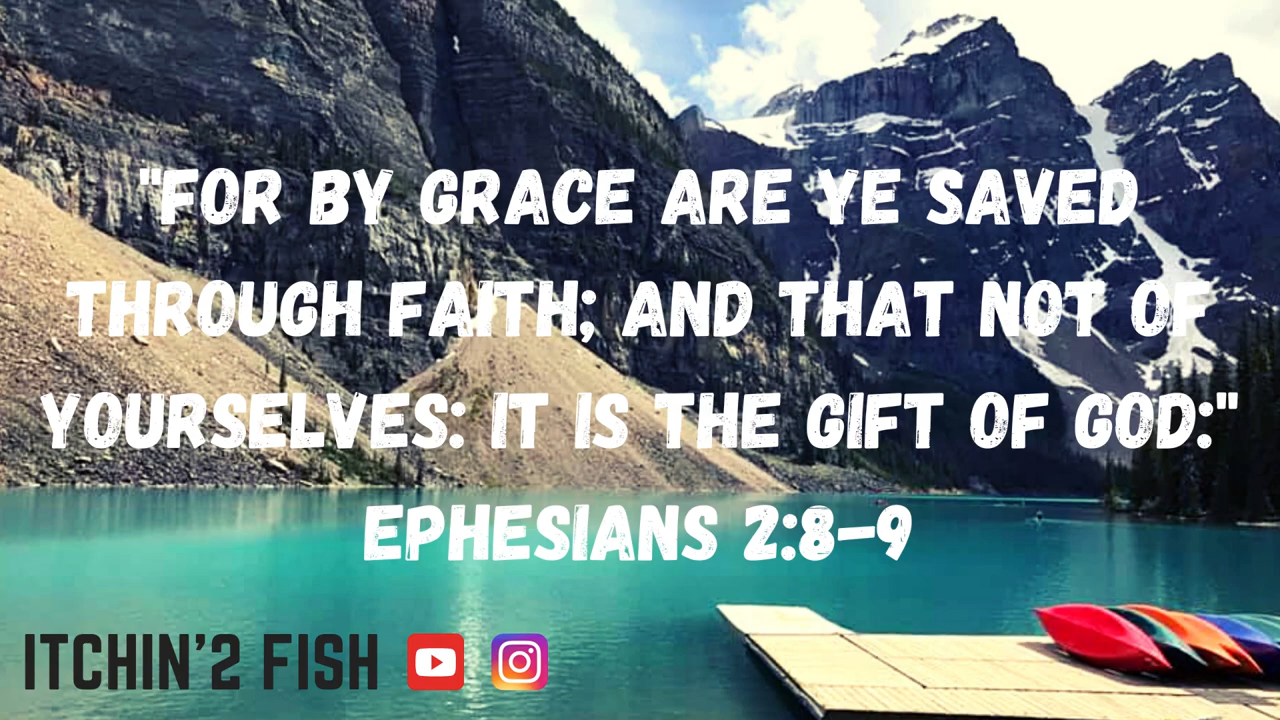 "FOR BY GRACE ARE YE SAVED
THROUGH FAITH; AND THAT NOT OF
YOURSELVES: IT IS THE GIFT OF GOD:"
EPHESIANS 2:8-9
ITCHIN'2 FISH